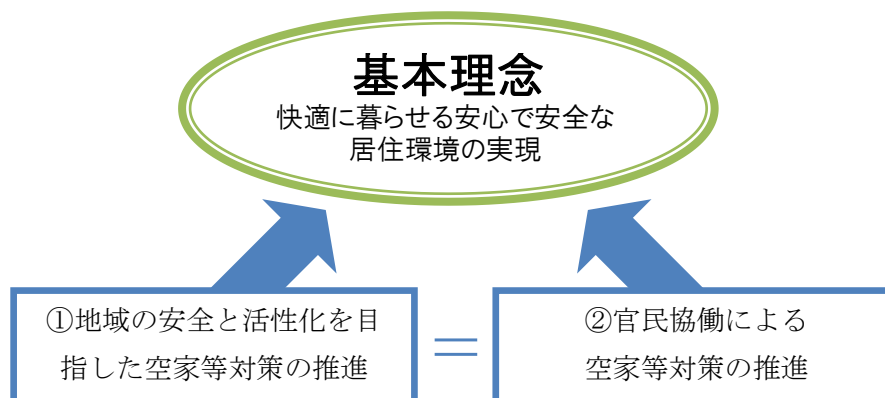 基本理念
快適に暮らせる安心で安全な
居住環境の実現
①地域の安全と活性化を目
指した空家等対策の推進
＝
②官民協働による
空家等対策の推進